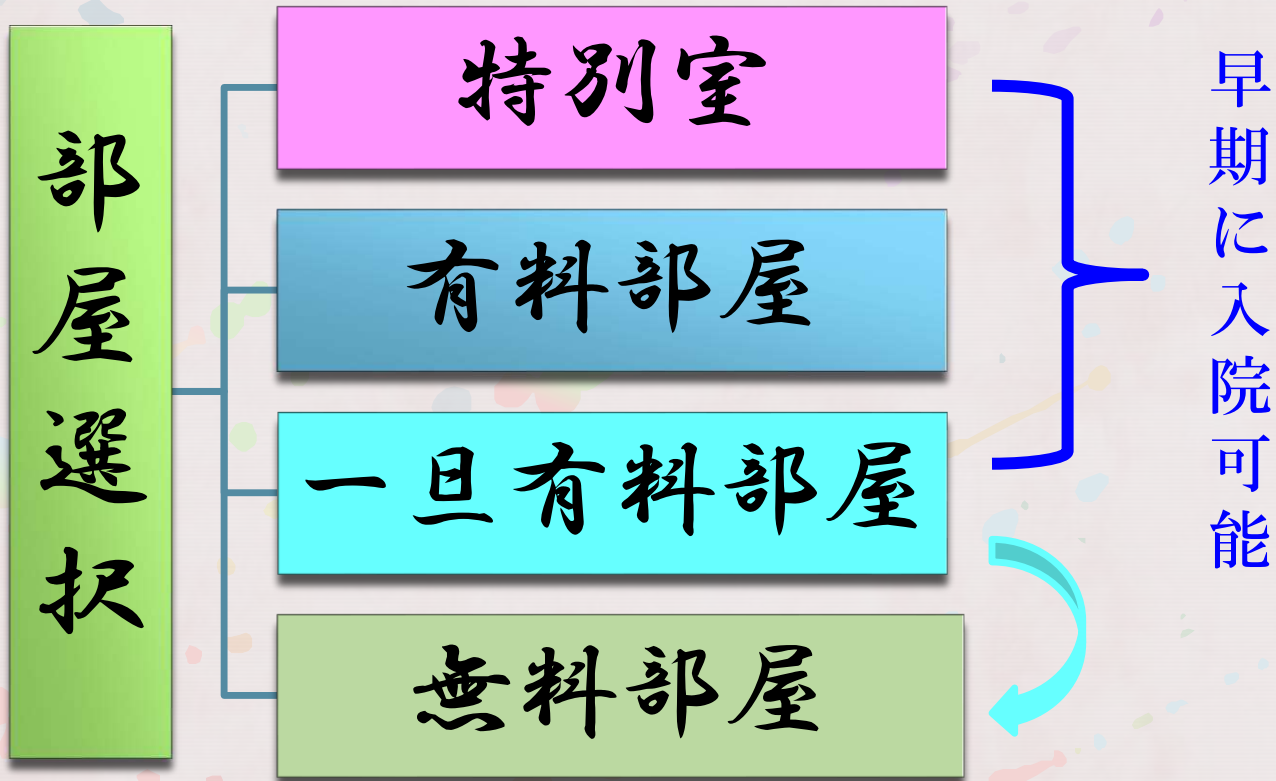 部屋選択
特別室
有料部屋
一旦有料部屋
無料部屋
早期に入院可能